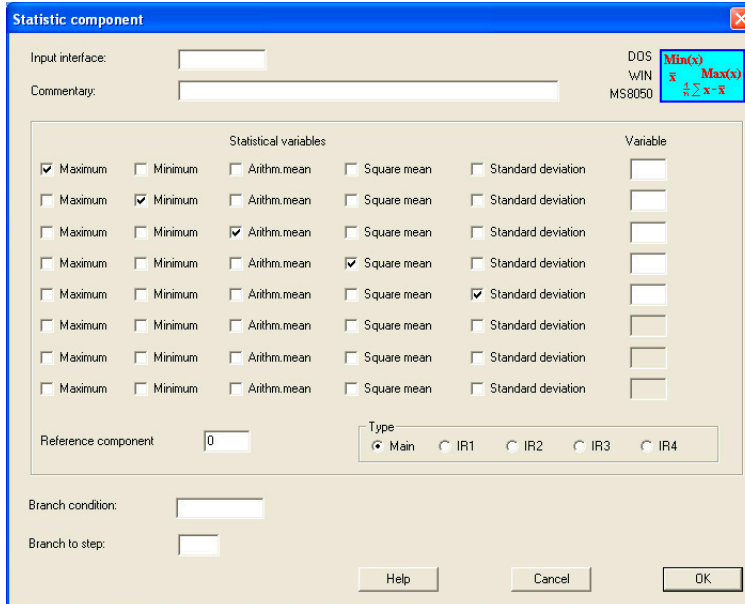 Statistic component
Input interface:
DOS
WIN
MS8050
Min(x)
x̄ Max(x)
1/n ∑ x-x̄
Commentary:
Statistical variables Variable
Maximum Minimum Arithm.mean Square mean Standard deviation
Maximum Minimum Arithm.mean Square mean Standard deviation
Maximum Minimum Arithm.mean Square mean Standard deviation
Maximum Minimum Arithm.mean Square mean Standard deviation
Maximum Minimum Arithm.mean Square mean Standard deviation
Maximum Minimum Arithm.mean Square mean Standard deviation
Maximum Minimum Arithm.mean Square mean Standard deviation
Maximum Minimum Arithm.mean Square mean Standard deviation
Reference component 0
Type
Main IR1 IR2 IR3 IR4
Branch condition:
Branch to step:
Help Cancel OK